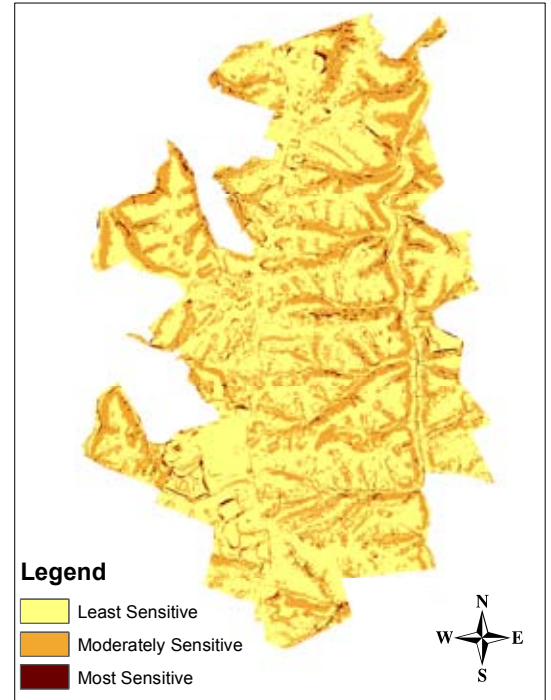 Legend
Least Sensitive
Moderately Sensitive
Most Sensitive
N
W E
S